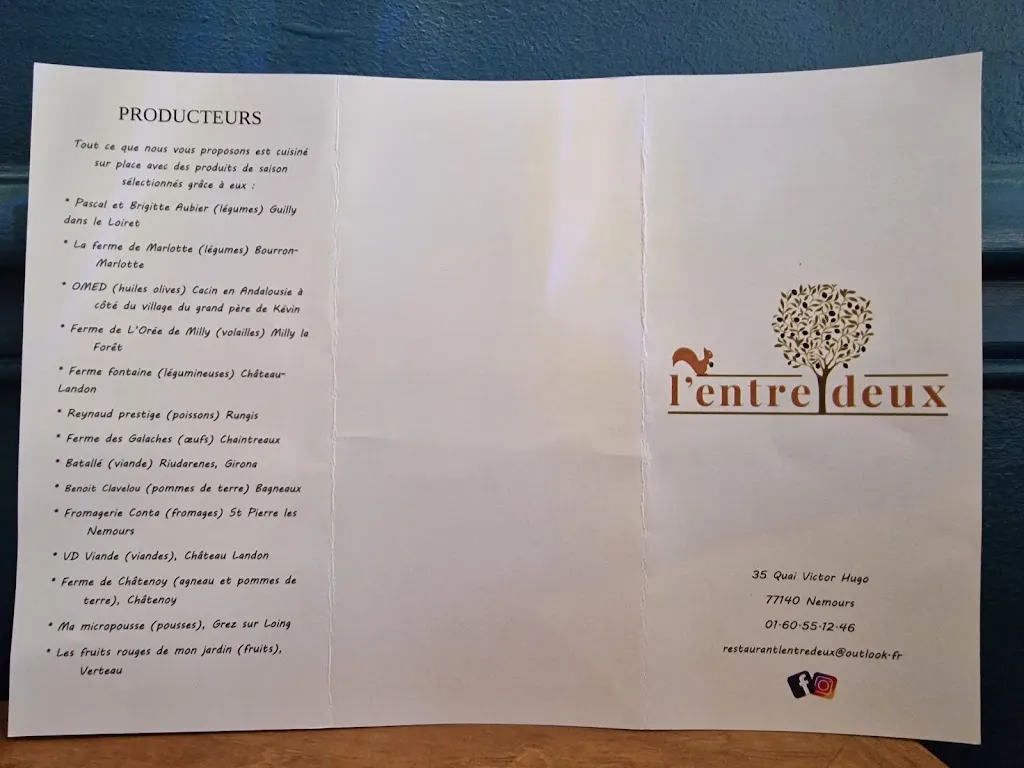 PRODUCTEURS
Tout ce que nous vous proposons est cuisiné
sur place avec des produits de saison
sélectionnés grâce à eux :
* Pascal et Brigitte Aubier (légumes) Guilly
dans le Loiret
* La ferme de Marlotte (légumes) Bourron-
Marlotte
* OMED (huiles olives) Cacin en Andalousie à
côté du village du grand père de Kévin
* Ferme de L'Orée de Milly (volailles) Milly la
Forêt
* Ferme fontaine (légumineuses) Château-
Landon
* Reynaud prestige (poissons) Rungis
* Ferme des Galaches (œufs) Chaintreaux
* Batallé (viande) Riudarenes, Girona
* Benoit Clavelou (pommes de terre) Bagneaux
* Fromagerie Conta (fromages) St Pierre les
Nemours
* VD Viande (viandes), Château Landon
* Ferme de Châtenoy (agneau et pommes de
terre), Châtenoy
* Ma micropousse (pousses), Grez sur Loing
* Les fruits rouges de mon jardin (fruits),
Verteau
l'entre deux
35 Quai Victor Hugo
77140 Nemours
01.60.55.12.46
restaurantlentredeux@outlook.fr